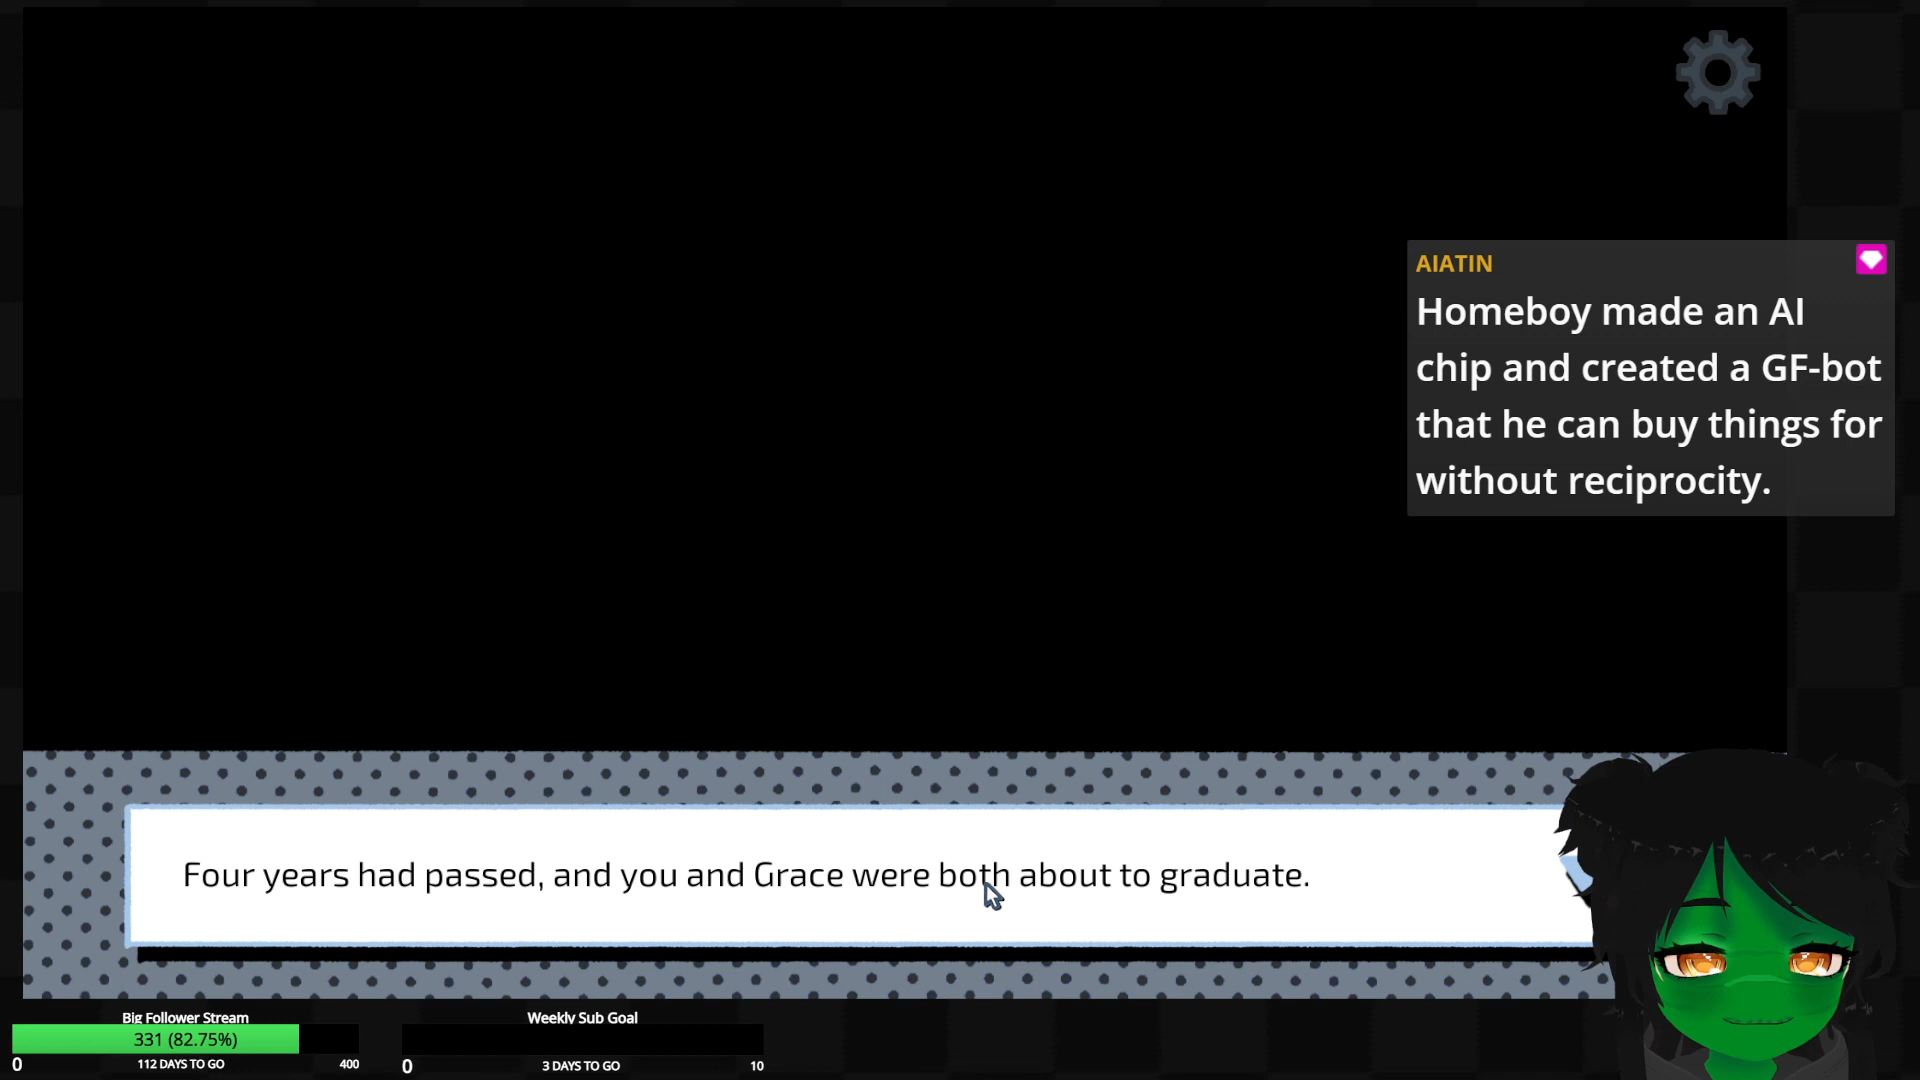 AIATIN
Homeboy made an AI
chip and created a GF-bot
that he can buy things for
without reciprocity.
Four years had passed, and you and Grace were both about to graduate.
Big Follower Stream
331 (82.75%)
0
112 DAYS TO GO
400
Weekly Sub Goal
0
3 DAYS TO GO
10